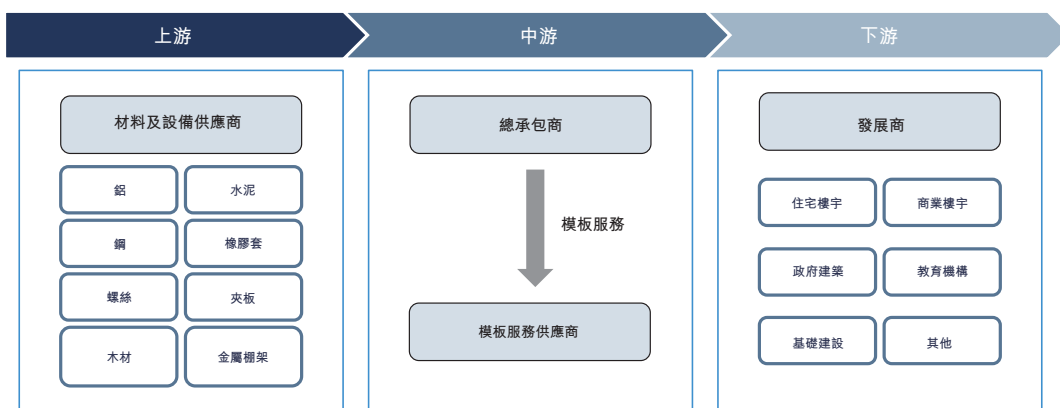 上游
中游
下游
材料及設備供應商
鋁
水泥
鋼
橡膠套
螺絲
夾板
木材
金屬棚架
總承包商
模板服務
模板服務供應商
發展商
住宅樓宇
商業樓宇
政府建築
教育機構
基礎建設
其他